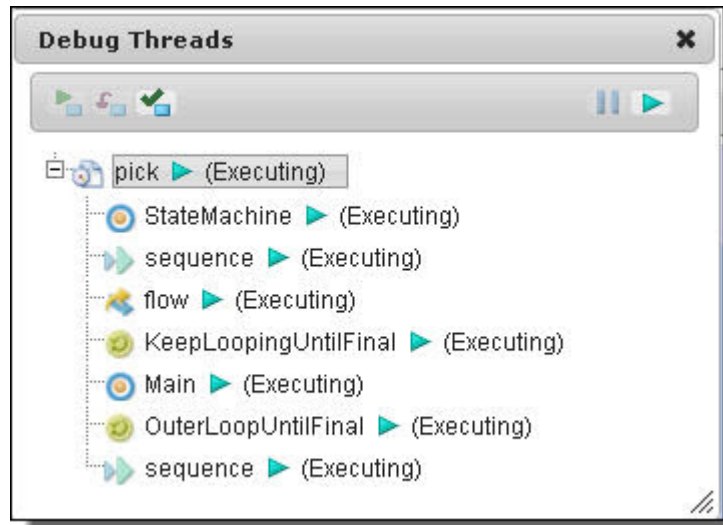 Debug Threads
pick (Executing)
StateMachine (Executing)
sequence (Executing)
flow (Executing)
KeepLoopingUntilFinal (Executing)
Main (Executing)
OuterLoopUntilFinal (Executing)
sequence (Executing)